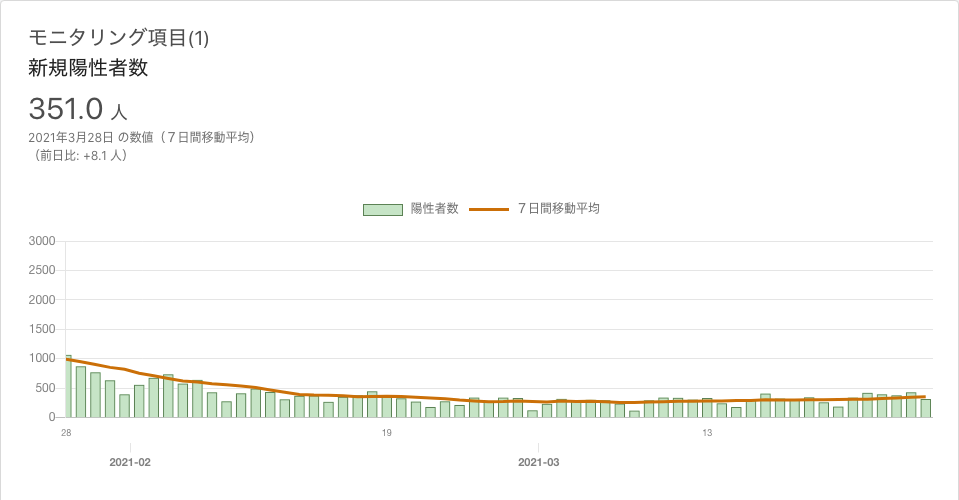 モニタリング項目(1)
新規陽性者数
351.0 人
2021年3月28日 の数値（７日間移動平均）
（前日比: +8.1 人）
陽性者数 ７日間移動平均
3000
2500
2000
1500
1000
500
0
28 19 13
2021-02 2021-03